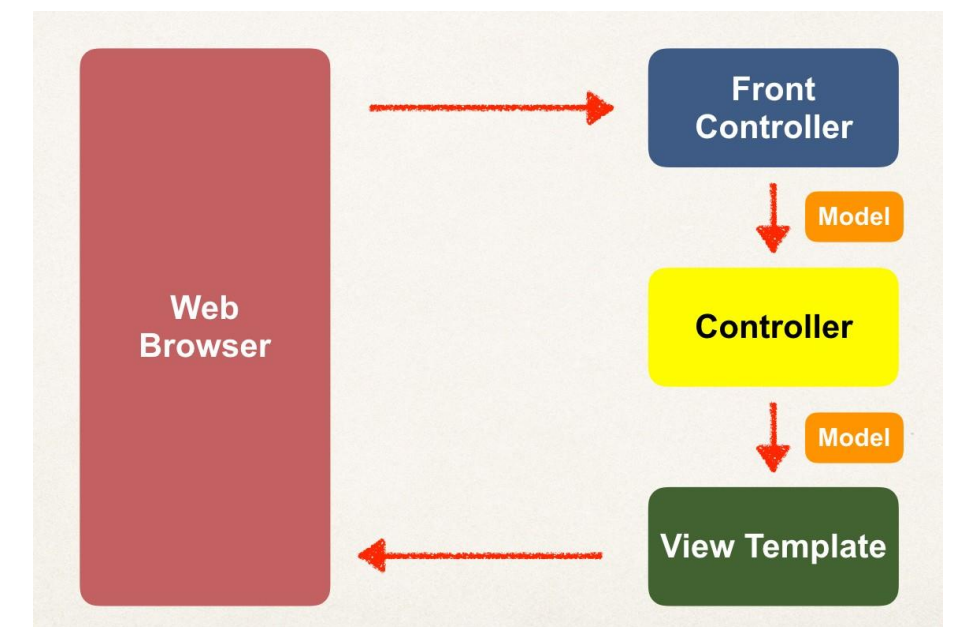 Front
Controller
Model
Web
Browser
Controller
Model
View Template